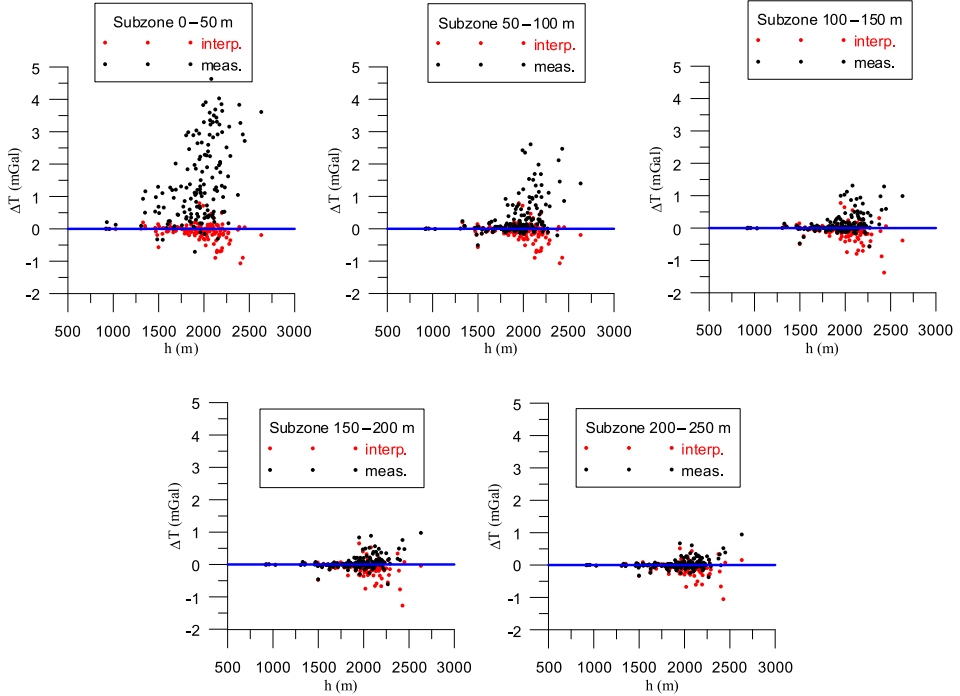 Subzone 0–50 m
interp.
meas.
5
4
3
2
1
0
-1
-2
ΔT (mGal)
500 1000 1500 2000 2500 3000
h (m)
Subzone 50–100 m
interp.
meas.
5
4
3
2
1
0
-1
-2
ΔT (mGal)
500 1000 1500 2000 2500 3000
h (m)
Subzone 100–150 m
interp.
meas.
5
4
3
2
1
0
-1
-2
ΔT (mGal)
500 1000 1500 2000 2500 3000
h (m)
Subzone 150–200 m
interp.
meas.
5
4
3
2
1
0
-1
-2
ΔT (mGal)
500 1000 1500 2000 2500 3000
h (m)
Subzone 200–250 m
interp.
meas.
5
4
3
2
1
0
-1
-2
ΔT (mGal)
500 1000 1500 2000 2500 3000
h (m)